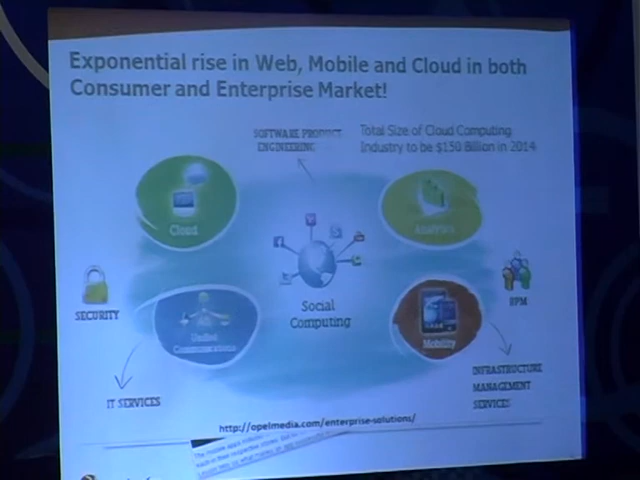 Exponential rise in Web, Mobile and Cloud in both
Consumer and Enterprise Market!
SOFTWARE PRODUCT
ENGINEERING
Total Size of Cloud Computing
Industry to be $150 Billion in 2014
Cloud
Analytics
Social
Computing
SECURITY
Unified
Communications
Mobility
BPM
IT SERVICES
INFRASTRUCTURE
MANAGEMENT
SERVICES
http://opelmedia.com/enterprise-solutions/